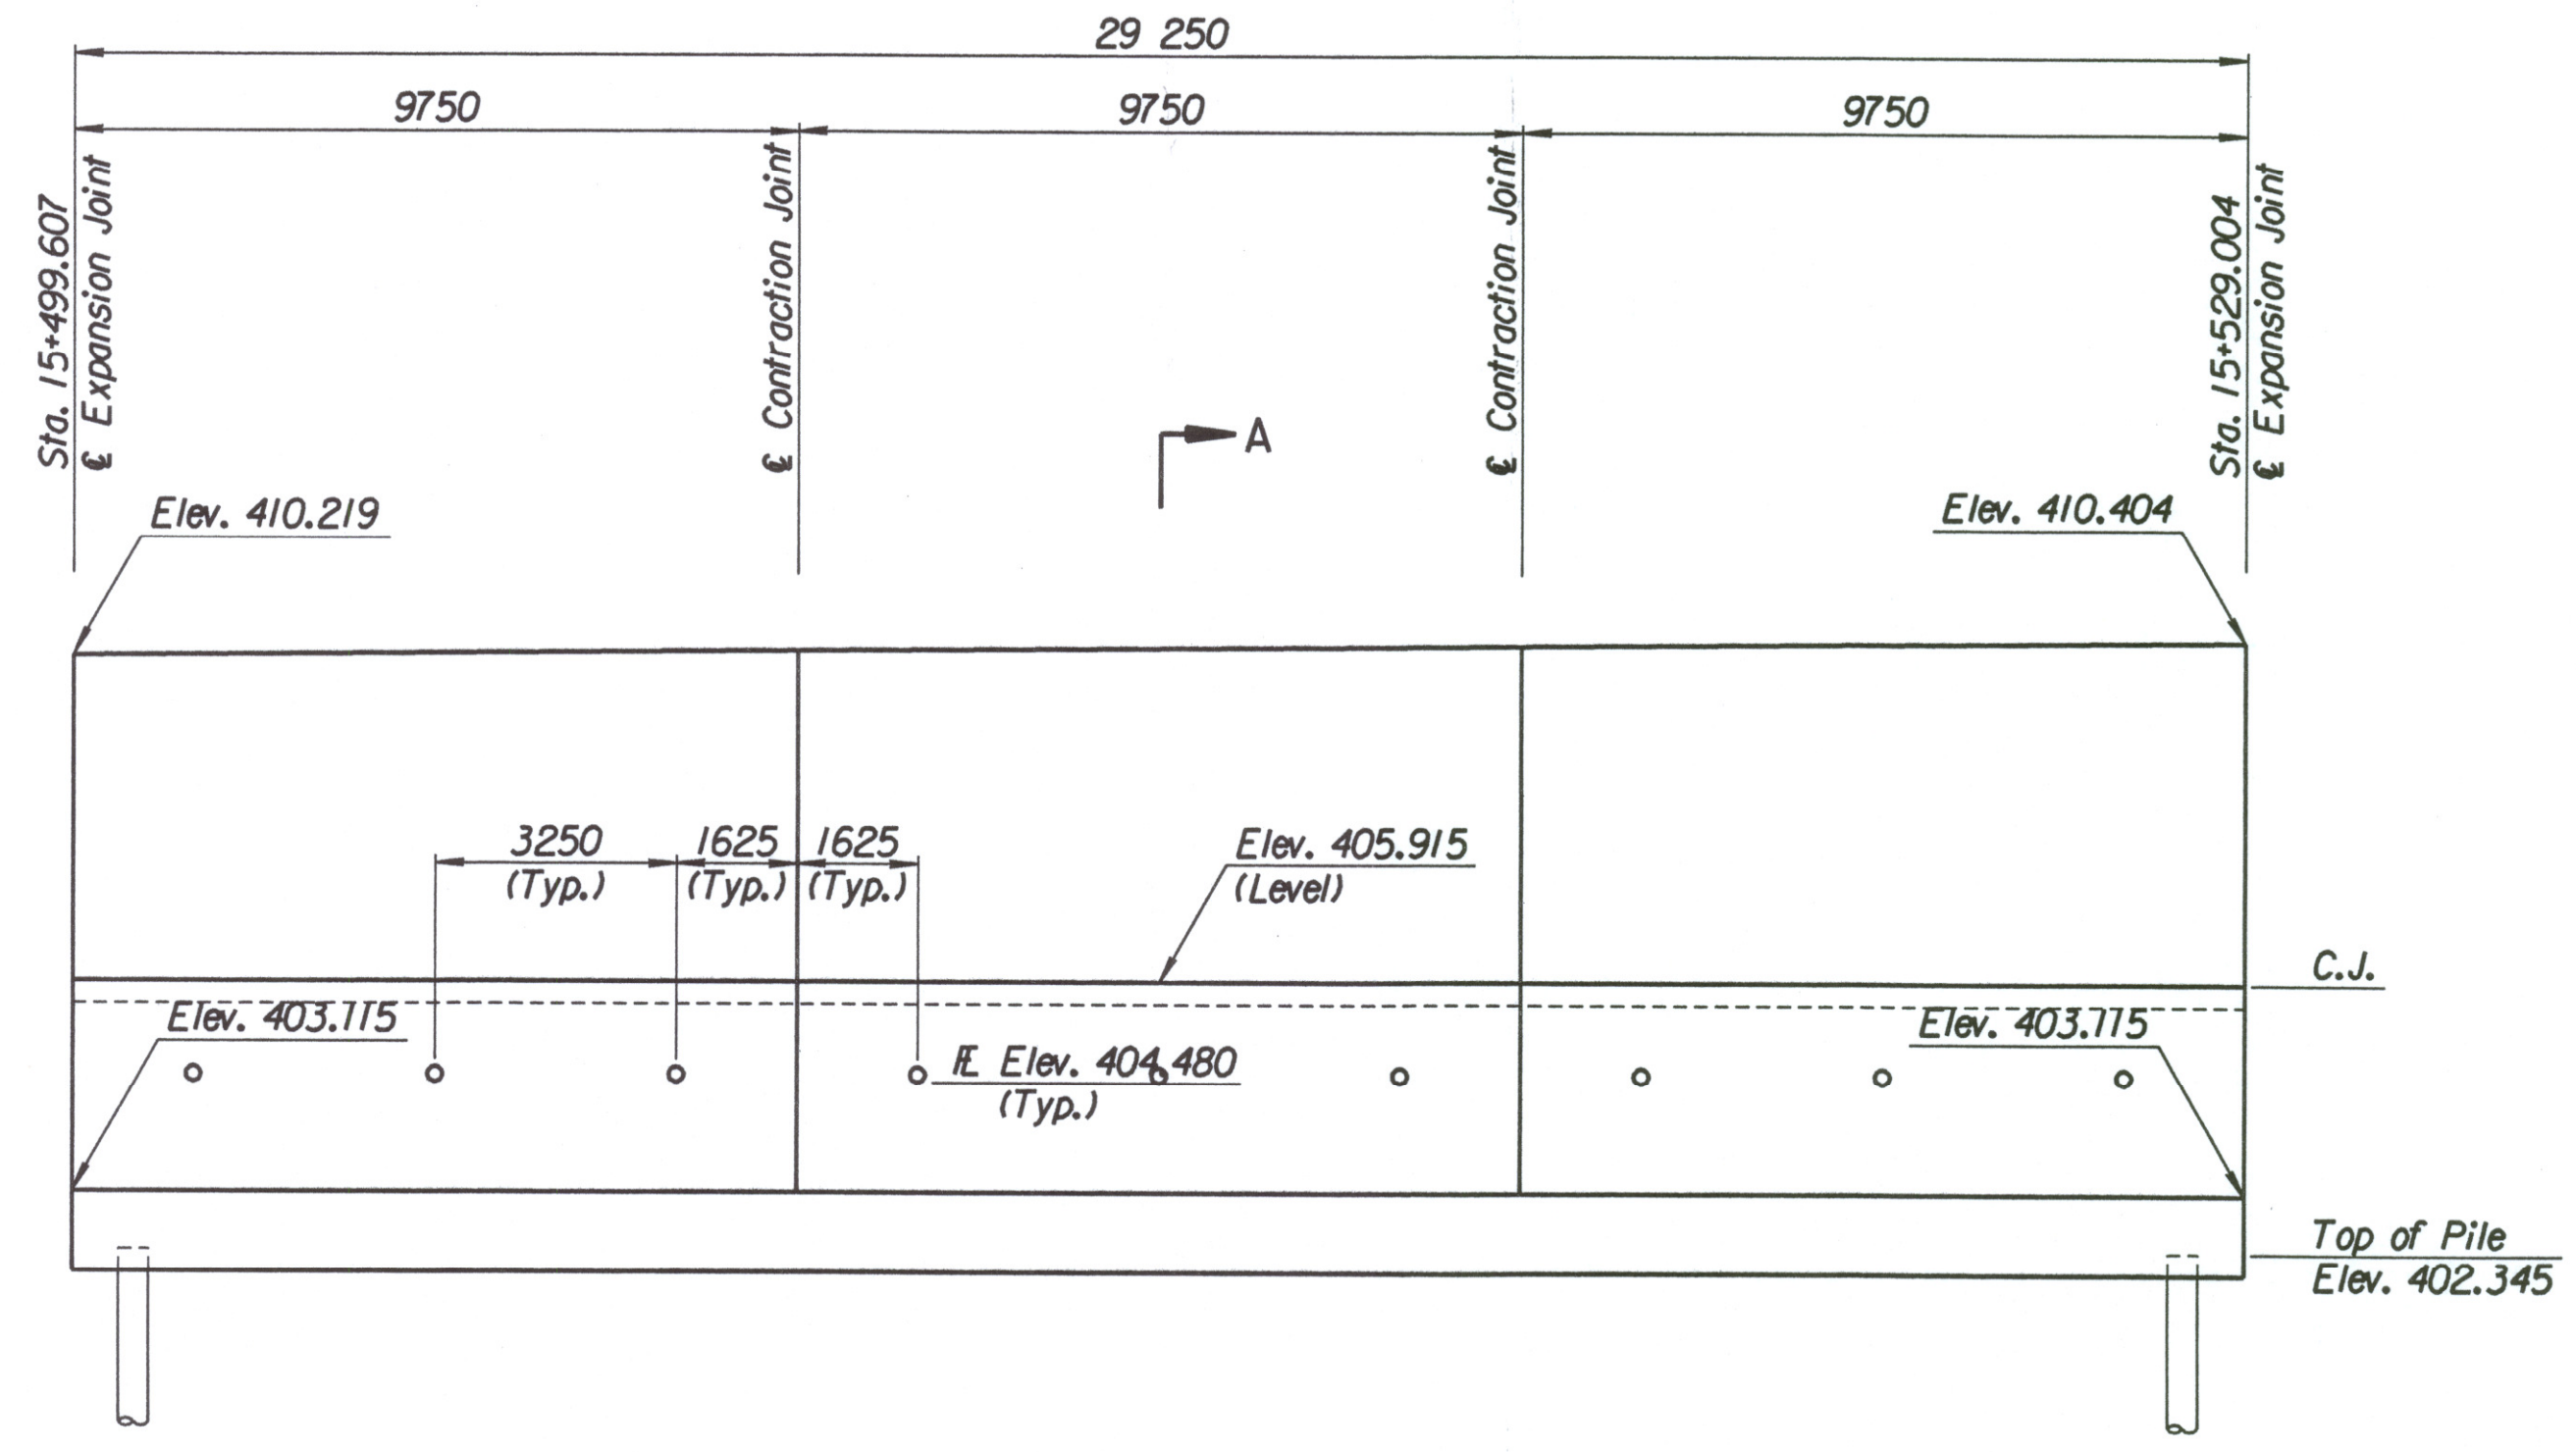 29 250
9750
9750
9750
Sta. 15+499.607
℄ Expansion Joint
℄ Contraction Joint
℄ Contraction Joint
Sta. 15+529.004
℄ Expansion Joint
A
Elev. 410.219
Elev. 410.404
3250
(Typ.)
1625
(Typ.)
1625
(Typ.)
Elev. 405.915
(Level)
C.J.
Elev. 403.115
Elev. 403.115
FL Elev. 404.480
(Typ.)
Top of Pile
Elev. 402.345